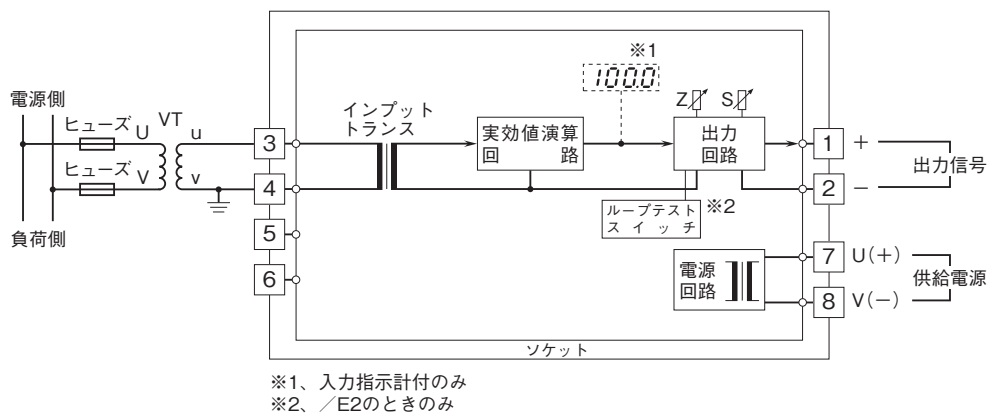 電源側
ヒューズ
U
VT
u
ヒューズ
V
v
負荷側
3
4
5
6
インプット
トランス
実効値演算
回 路
※1
100.0
Z
S
出力
回路
ループテスト
ス イ ッ チ
※2
電源
回路
1
+
2
−
出力信号
7
U(+)
8
V(−)
供給電源
ソケット
※1、入力指示計付のみ
※2、／E2のときのみ